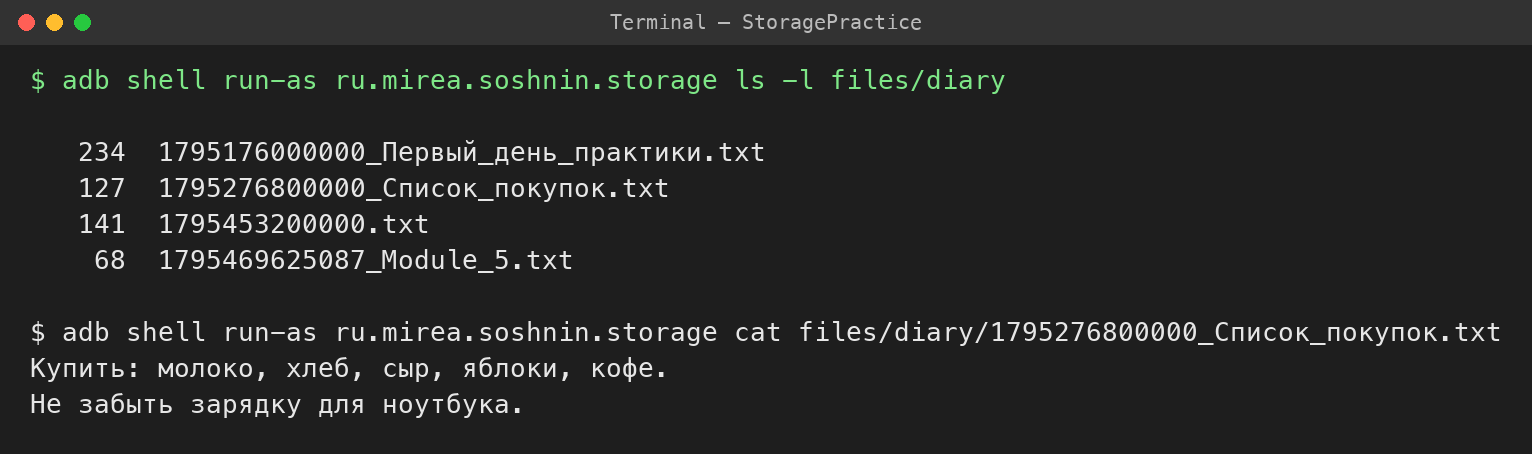 Terminal — StoragePractice
$ adb shell run-as ru.mirea.soshnin.storage ls -l files/diary
234 1795176000000_Первый_день_практики.txt
127 1795276800000_Список_покупок.txt
141 1795453200000.txt
68 1795469625087_Module_5.txt
$ adb shell run-as ru.mirea.soshnin.storage cat files/diary/1795276800000_Список_покупок.txt
Купить: молоко, хлеб, сыр, яблоки, кофе.
Не забыть зарядку для ноутбука.